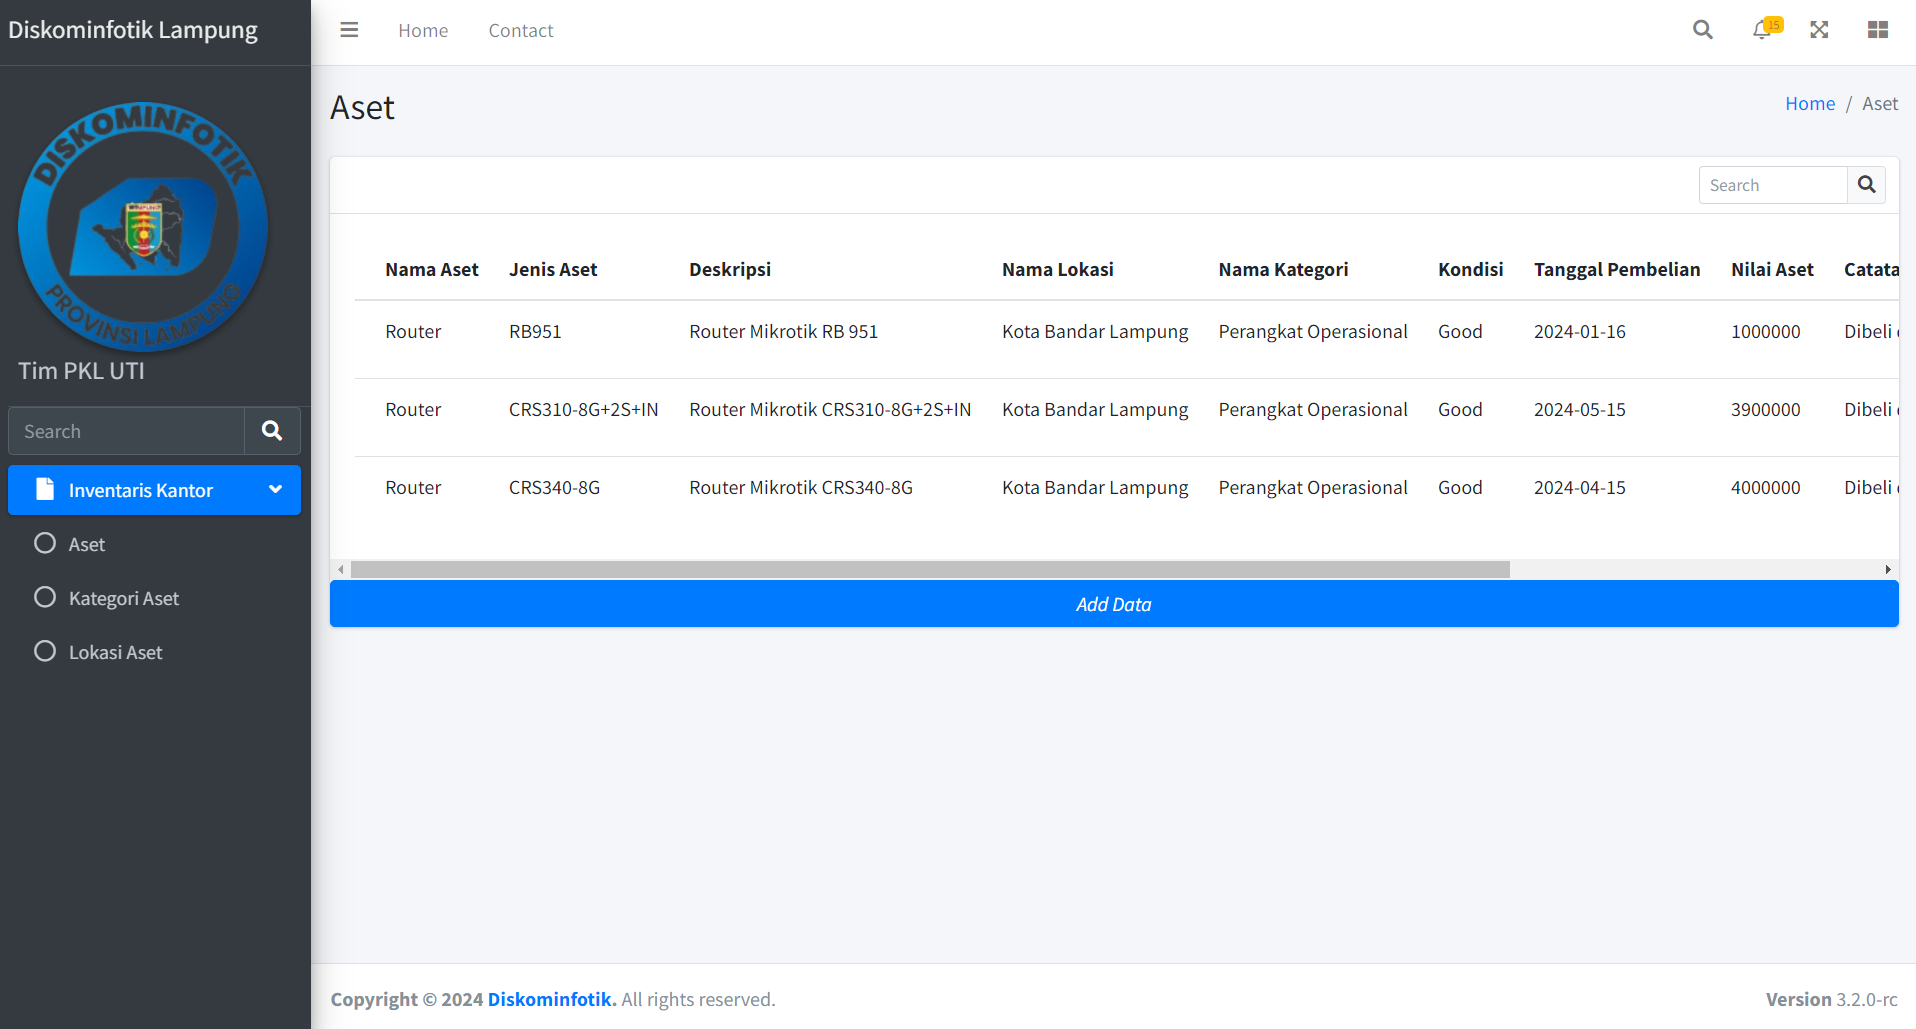 Diskominfotik Lampung
DISKOMINFOTIK
PROVINSI LAMPUNG
Tim PKL UTI
Search
Inventaris Kantor
Aset
Kategori Aset
Lokasi Aset
Home Contact
15
Aset
Home / Aset
Search
Nama Aset Jenis Aset Deskripsi Nama Lokasi Nama Kategori Kondisi Tanggal Pembelian Nilai Aset Catata
Router RB951 Router Mikrotik RB 951 Kota Bandar Lampung Perangkat Operasional Good 2024-01-16 1000000 Dibeli
Router CRS310-8G+2S+IN Router Mikrotik CRS310-8G+2S+IN Kota Bandar Lampung Perangkat Operasional Good 2024-05-15 3900000 Dibeli
Router CRS340-8G Router Mikrotik CRS340-8G Kota Bandar Lampung Perangkat Operasional Good 2024-04-15 4000000 Dibeli
Add Data
Copyright © 2024 Diskominfotik. All rights reserved.
Version 3.2.0-rc